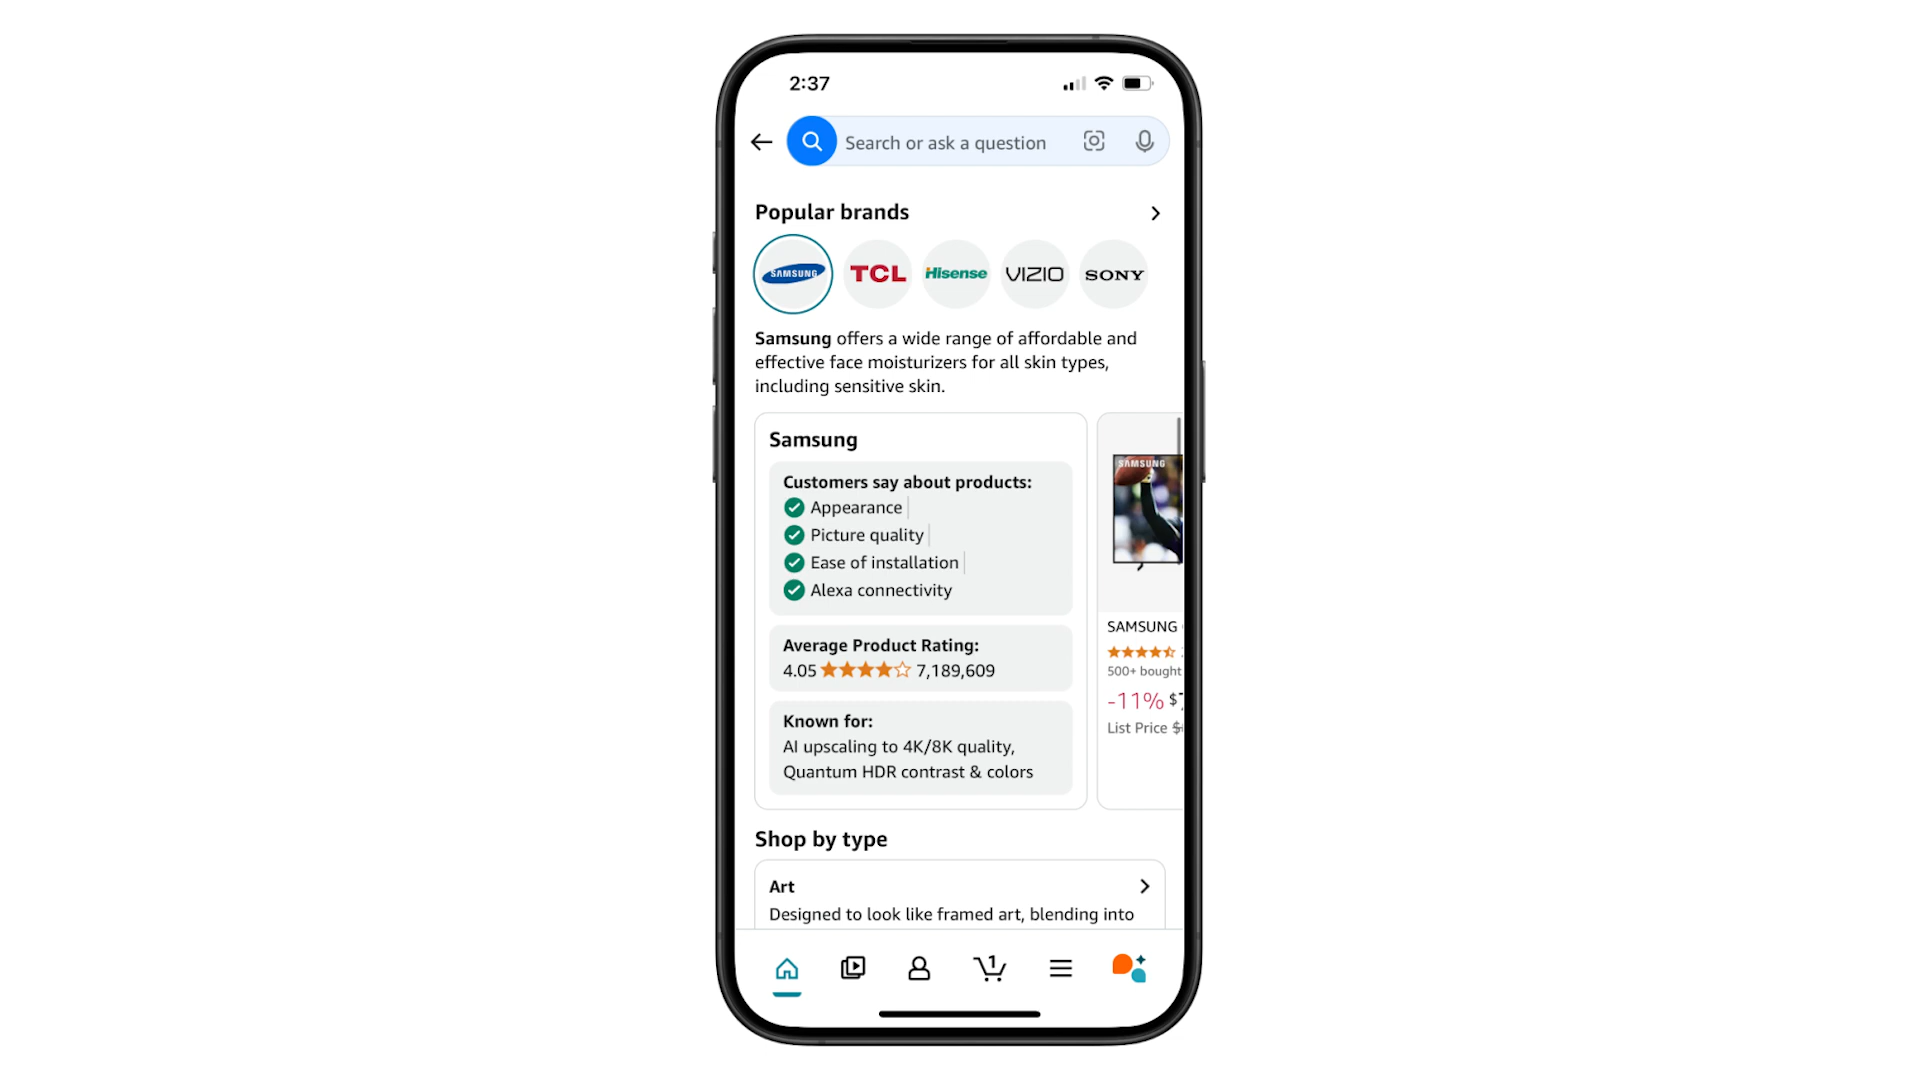 2:37
Search or ask a question
Popular brands
SAMSUNG
TCL
Hisense
VIZIO
SONY
Samsung offers a wide range of affordable and
effective face moisturizers for all skin types,
including sensitive skin.
Samsung
Customers say about products:
Appearance
Picture quality
Ease of installation
Alexa connectivity
Average Product Rating:
4.05 7,189,609
Known for:
AI upscaling to 4K/8K quality,
Quantum HDR contrast & colors
SAMSUNG
SAMSUNG
500+ bought
-11% $
List Price $
Shop by type
Art
Designed to look like framed art, blending into
1